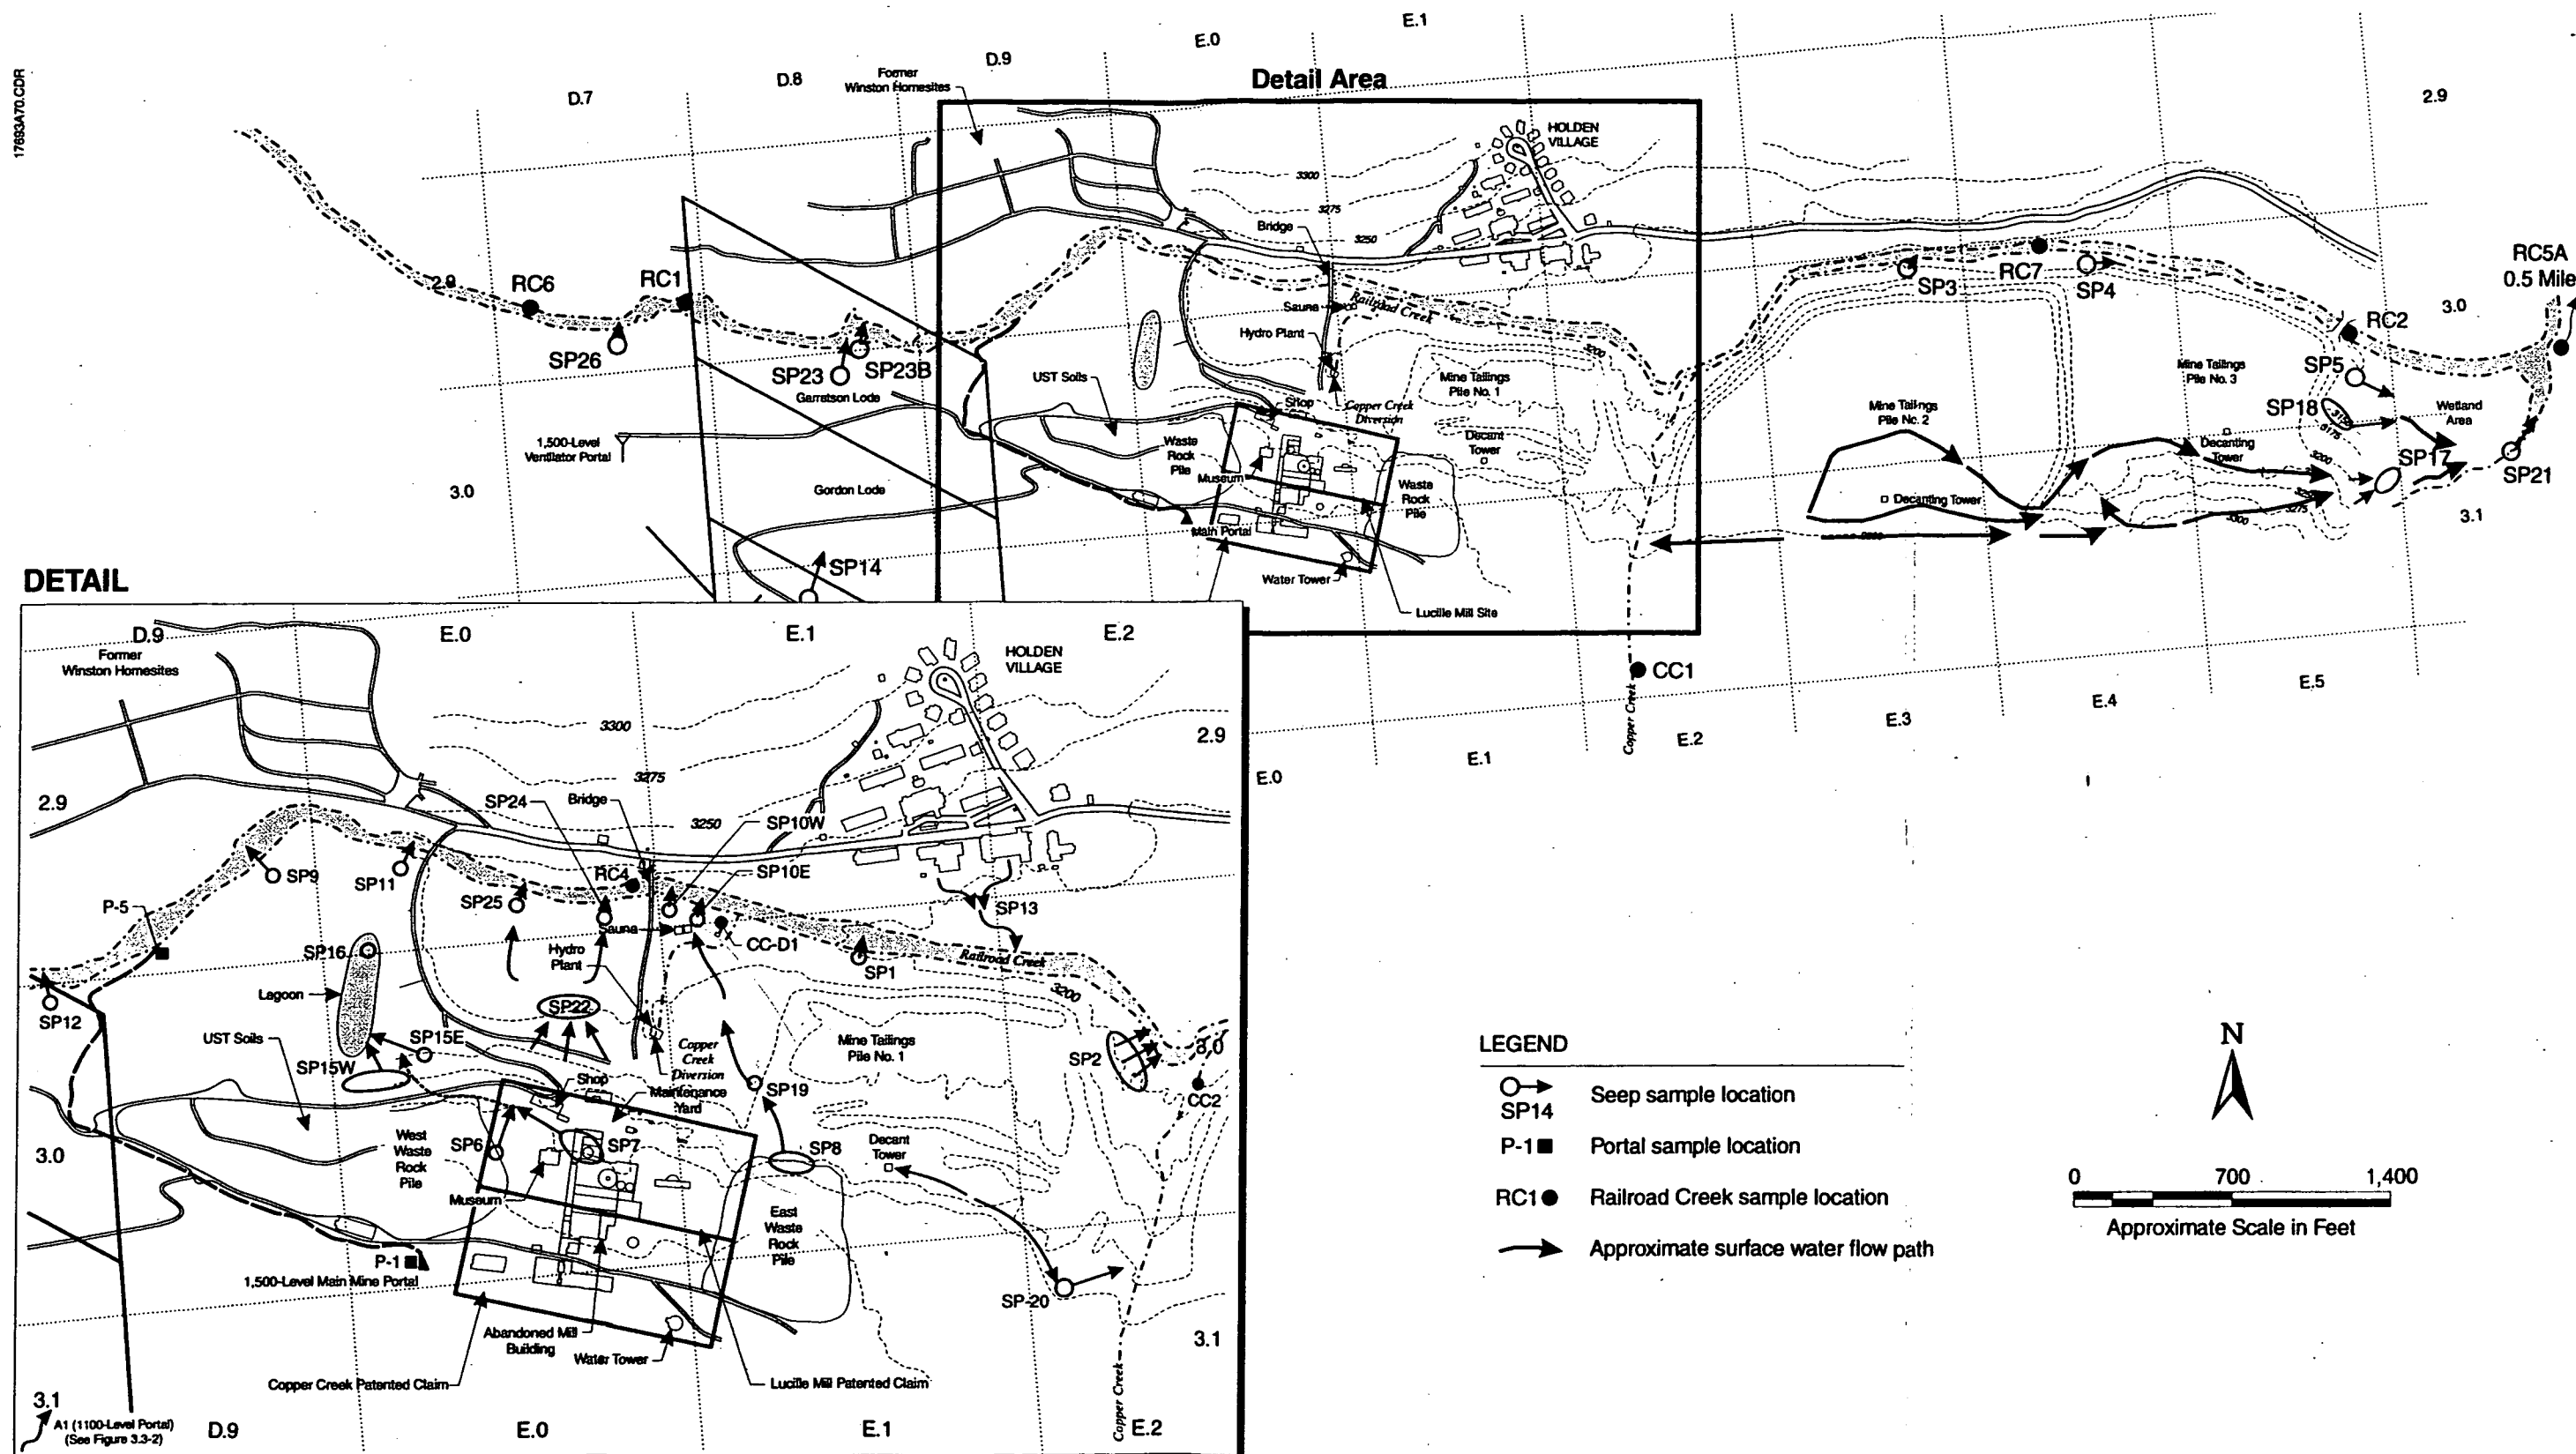 17693A70.CDR
D.7
D.8
D.9
E.0
E.1
Former
Winston Homesites
Detail Area
2.9
HOLDEN
VILLAGE
3300
3275
3250
Bridge
Sauna
Railroad Creek
Hydro Plant
3200
2.9
RC6
RC1
SP26
SP23
SP23B
Garratson Lode
UST Soils
Shop
Copper Creek
Diversion
Mine Tailings
Pile No. 1
1,500-Level
Ventilator Portal
Waste
Rock
Pile
Museum
Decant
Tower
Waste
Rock
Pile
3.0
Gordon Lode
Main Portal
SP14
Water Tower
Lucille Mill Site
SP3
RC7
SP4
RC5A
0.5 Mile
RC2
3.0
SP5
Mine Tailings
Pile No. 3
SP18
3150
3175
Wetland
Area
Mine Tailings
Pile No. 2
Decanting
Tower
SP17
SP21
3200
3250
3275
3300
Decanting Tower
3.1
CC1
Copper Creek
E.0
E.1
E.2
E.3
E.4
E.5
DETAIL
D.9
E.0
E.1
E.2
Former
Winston Homesites
HOLDEN
VILLAGE
3300
3275
3250
2.9
2.9
SP24
Bridge
SP10W
SP10E
RC4
SP9
SP11
SP25
P-5
Sauna
CC-D1
SP13
SP16
Hydro
Plant
SP1
Railroad Creek
Lagoon
SP12
SP22
3200
UST Soils
SP15E
SP15W
Copper
Creek
Diversion
Mine Tailings
Pile No. 1
SP2
3.0
Shop
Maintenance
Yard
SP19
CC2
3.0
West
Waste
Rock
Pile
SP6
SP7
SP8
Decant
Tower
Museum
East
Waste
Rock
Pile
P-1
1,500-Level Main Mine Portal
SP-20
Abandoned Mill
Building
Water Tower
3.1
Copper Creek Patented Claim
Lucille Mill Patented Claim
Copper Creek
3.1
A1 (1100-Level Portal)
(See Figure 3.3-2)
D.9
E.0
E.1
E.2
LEGEND
SP14
Seep sample location
P-1
Portal sample location
RC1
Railroad Creek sample location
Approximate surface water flow path
N
0
700
1,400
Approximate Scale in Feet